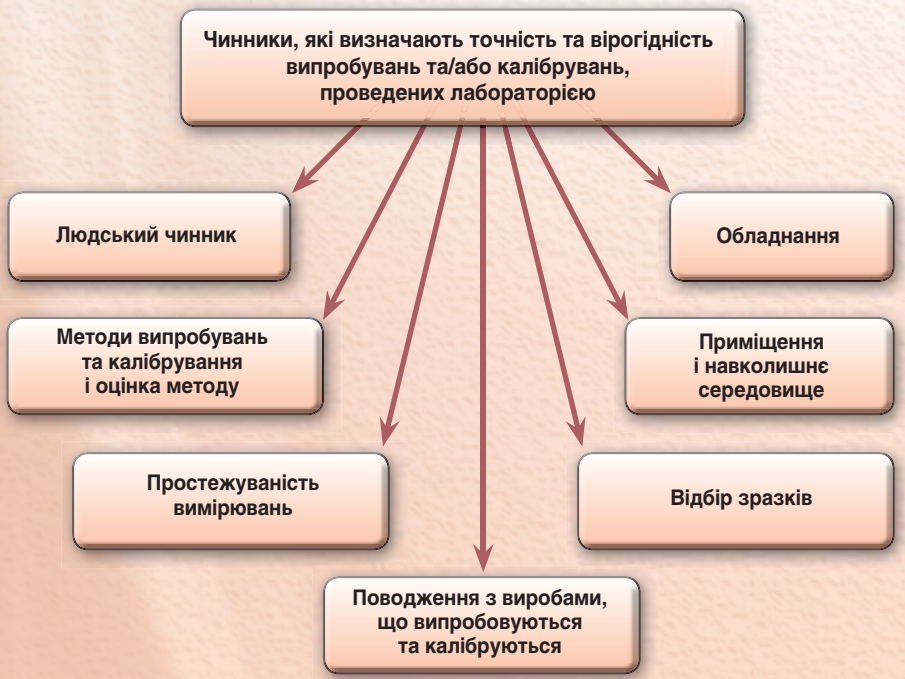 Чинники, які визначають точність та вірогідність
випробувань та/або калібрувань,
проведених лабораторією
Людський чинник
Обладнання
Методи випробувань
та калібрування
і оцінка методу
Приміщення
і навколишнє
середовище
Простежуваність
вимірювань
Відбір зразків
Поводження з виробами,
що випробовуються
та калібруються